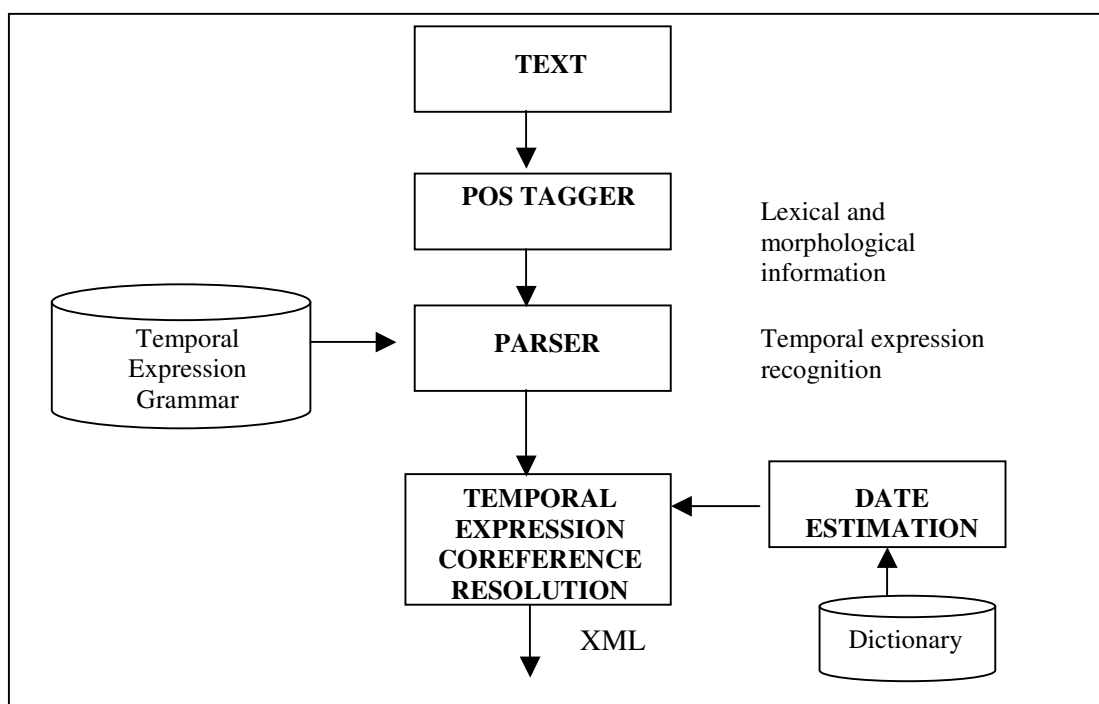 TEXT
POS TAGGER
Lexical and
morphological
information
Temporal
Expression
Grammar
PARSER
Temporal expression
recognition
TEMPORAL
EXPRESSION
COREFERENCE
RESOLUTION
DATE
ESTIMATION
XML
Dictionary